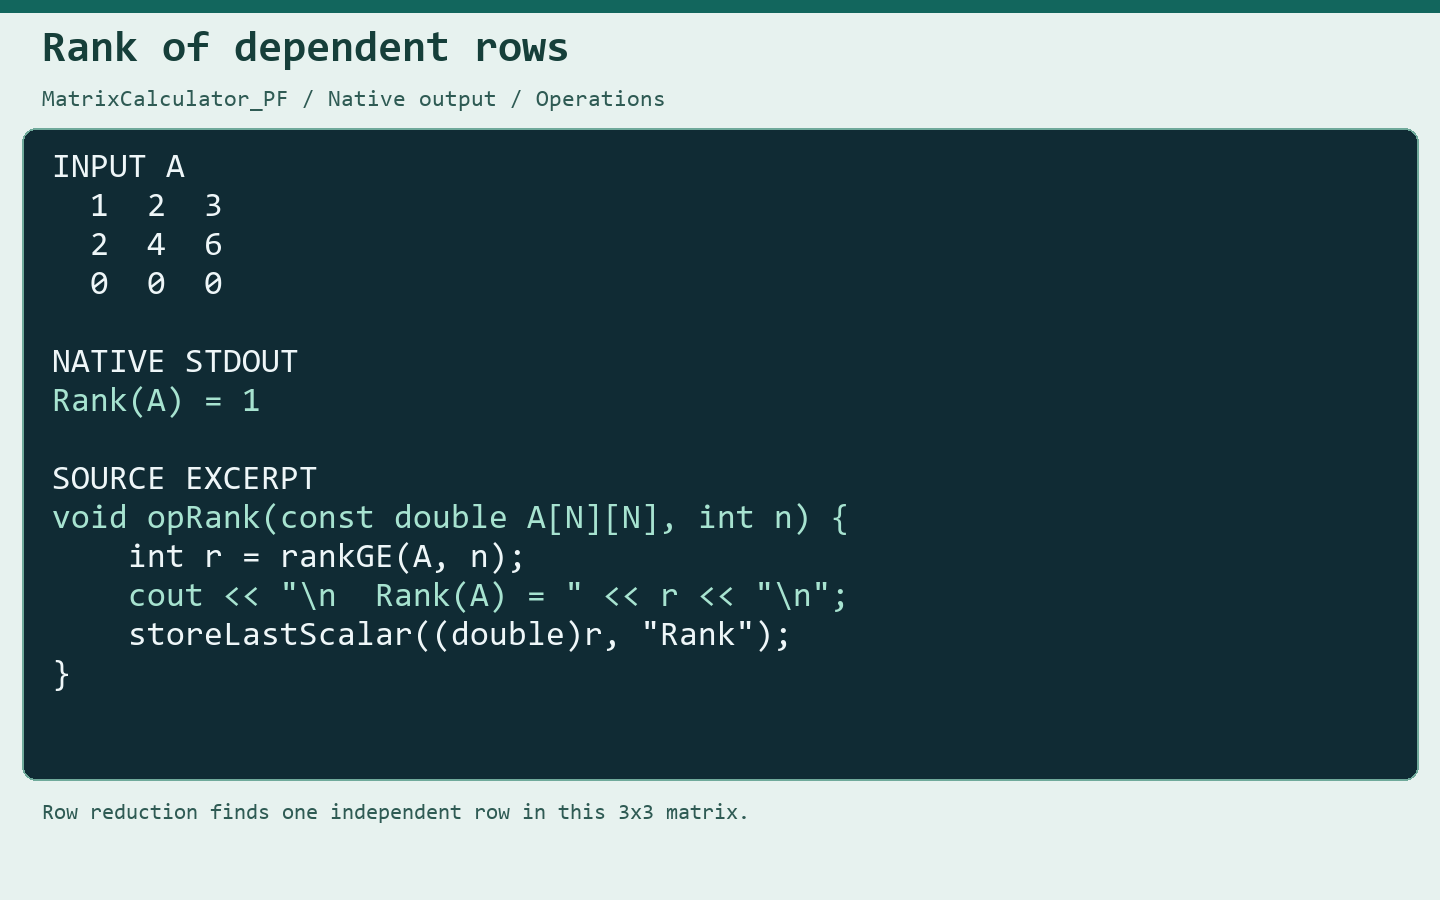 Rank of dependent rows
MatrixCalculator_PF / Native output / Operations
INPUT A
  1  2  3
  2  4  6
  0  0  0
NATIVE STDOUT
Rank(A) = 1
SOURCE EXCERPT
void opRank(const double A[N][N], int n) {
    int r = rankGE(A, n);
    cout << "\n  Rank(A) = " << r << "\n";
    storeLastScalar((double)r, "Rank");
}
Row reduction finds one independent row in this 3x3 matrix.